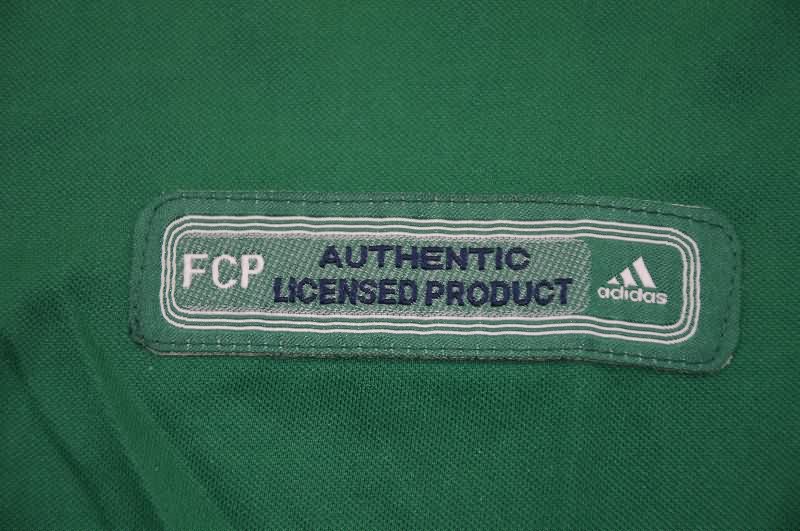 FCP
AUTHENTIC
LICENSED PRODUCT
adidas